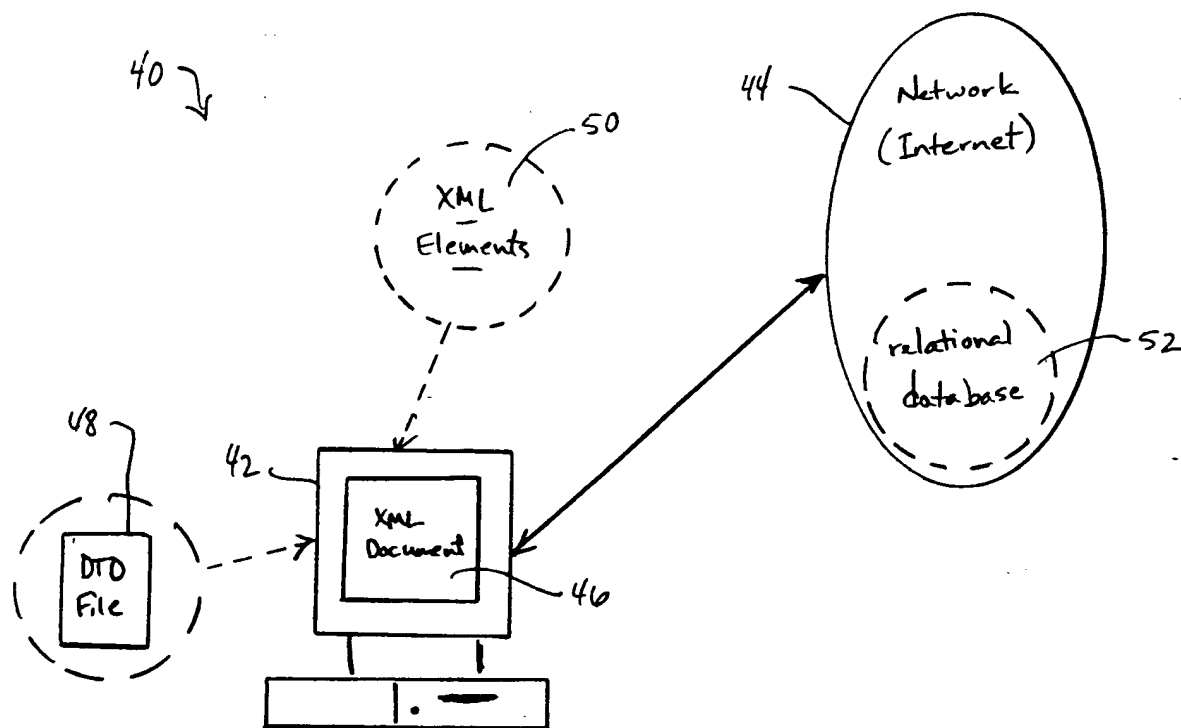 40
50
XML
Elements
44
Network
(Internet)
relational
database
52
48
DTD
File
42
XML
Document
46